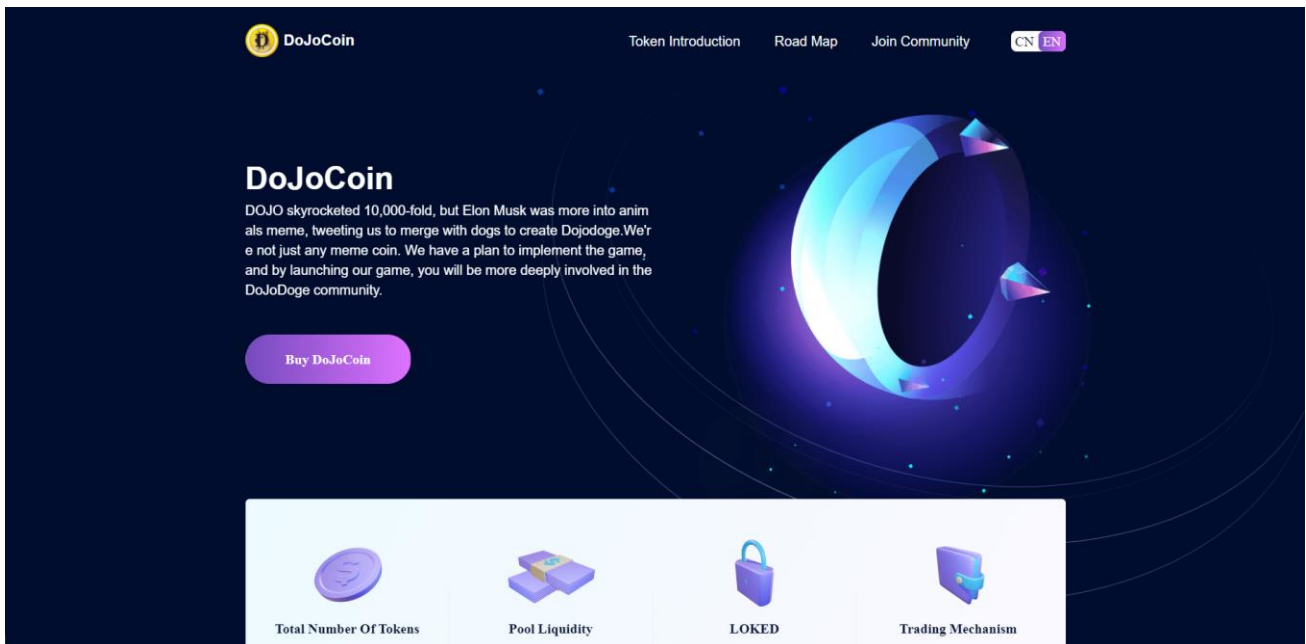 DoJoCoin
Token Introduction
Road Map
Join Community
CN EN
DoJoCoin
DOJO skyrocketed 10,000-fold, but Elon Musk was more into anim
als meme, tweeting us to merge with dogs to create Dojodoge.We'r
e not just any meme coin. We have a plan to implement the game,
and by launching our game, you will be more deeply involved in the
DoJoDoge community.
Buy DoJoCoin
Total Number Of Tokens
Pool Liquidity
LOKED
Trading Mechanism